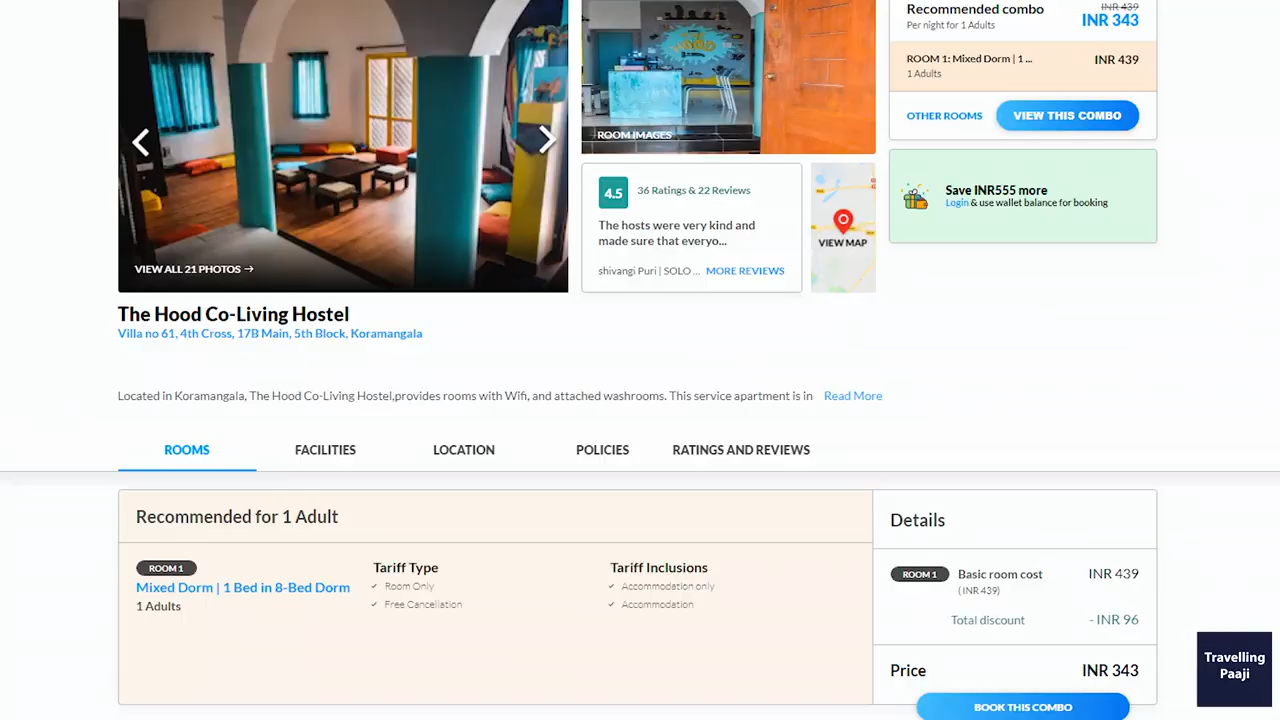 Recommended combo
INR 439
Per night for 1 Adults
INR 343
ROOM 1: Mixed Dorm | 1 ...
INR 439
1 Adults
OTHER ROOMS
VIEW THIS COMBO
ROOM IMAGES
VIEW ALL 21 PHOTOS →
4.5
36 Ratings & 22 Reviews
The hosts were very kind and
made sure that everyo...
shivangi Puri | SOLO ...
MORE REVIEWS
VIEW MAP
Save INR555 more
Login & use wallet balance for booking
The Hood Co-Living Hostel
Villa no 61, 4th Cross, 17B Main, 5th Block, Koramangala
Located in Koramangala, The Hood Co-Living Hostel,provides rooms with Wifi, and attached washrooms. This service apartment is in
Read More
ROOMS
FACILITIES
LOCATION
POLICIES
RATINGS AND REVIEWS
Recommended for 1 Adult
ROOM 1
Mixed Dorm | 1 Bed in 8-Bed Dorm
1 Adults
Tariff Type
Room Only
Free Cancellation
Tariff Inclusions
Accommodation only
Accommodation
Details
ROOM 1
Basic room cost
INR 439
(INR 439)
Total discount
- INR 96
Price
INR 343
BOOK THIS COMBO
Travelling
Paaji